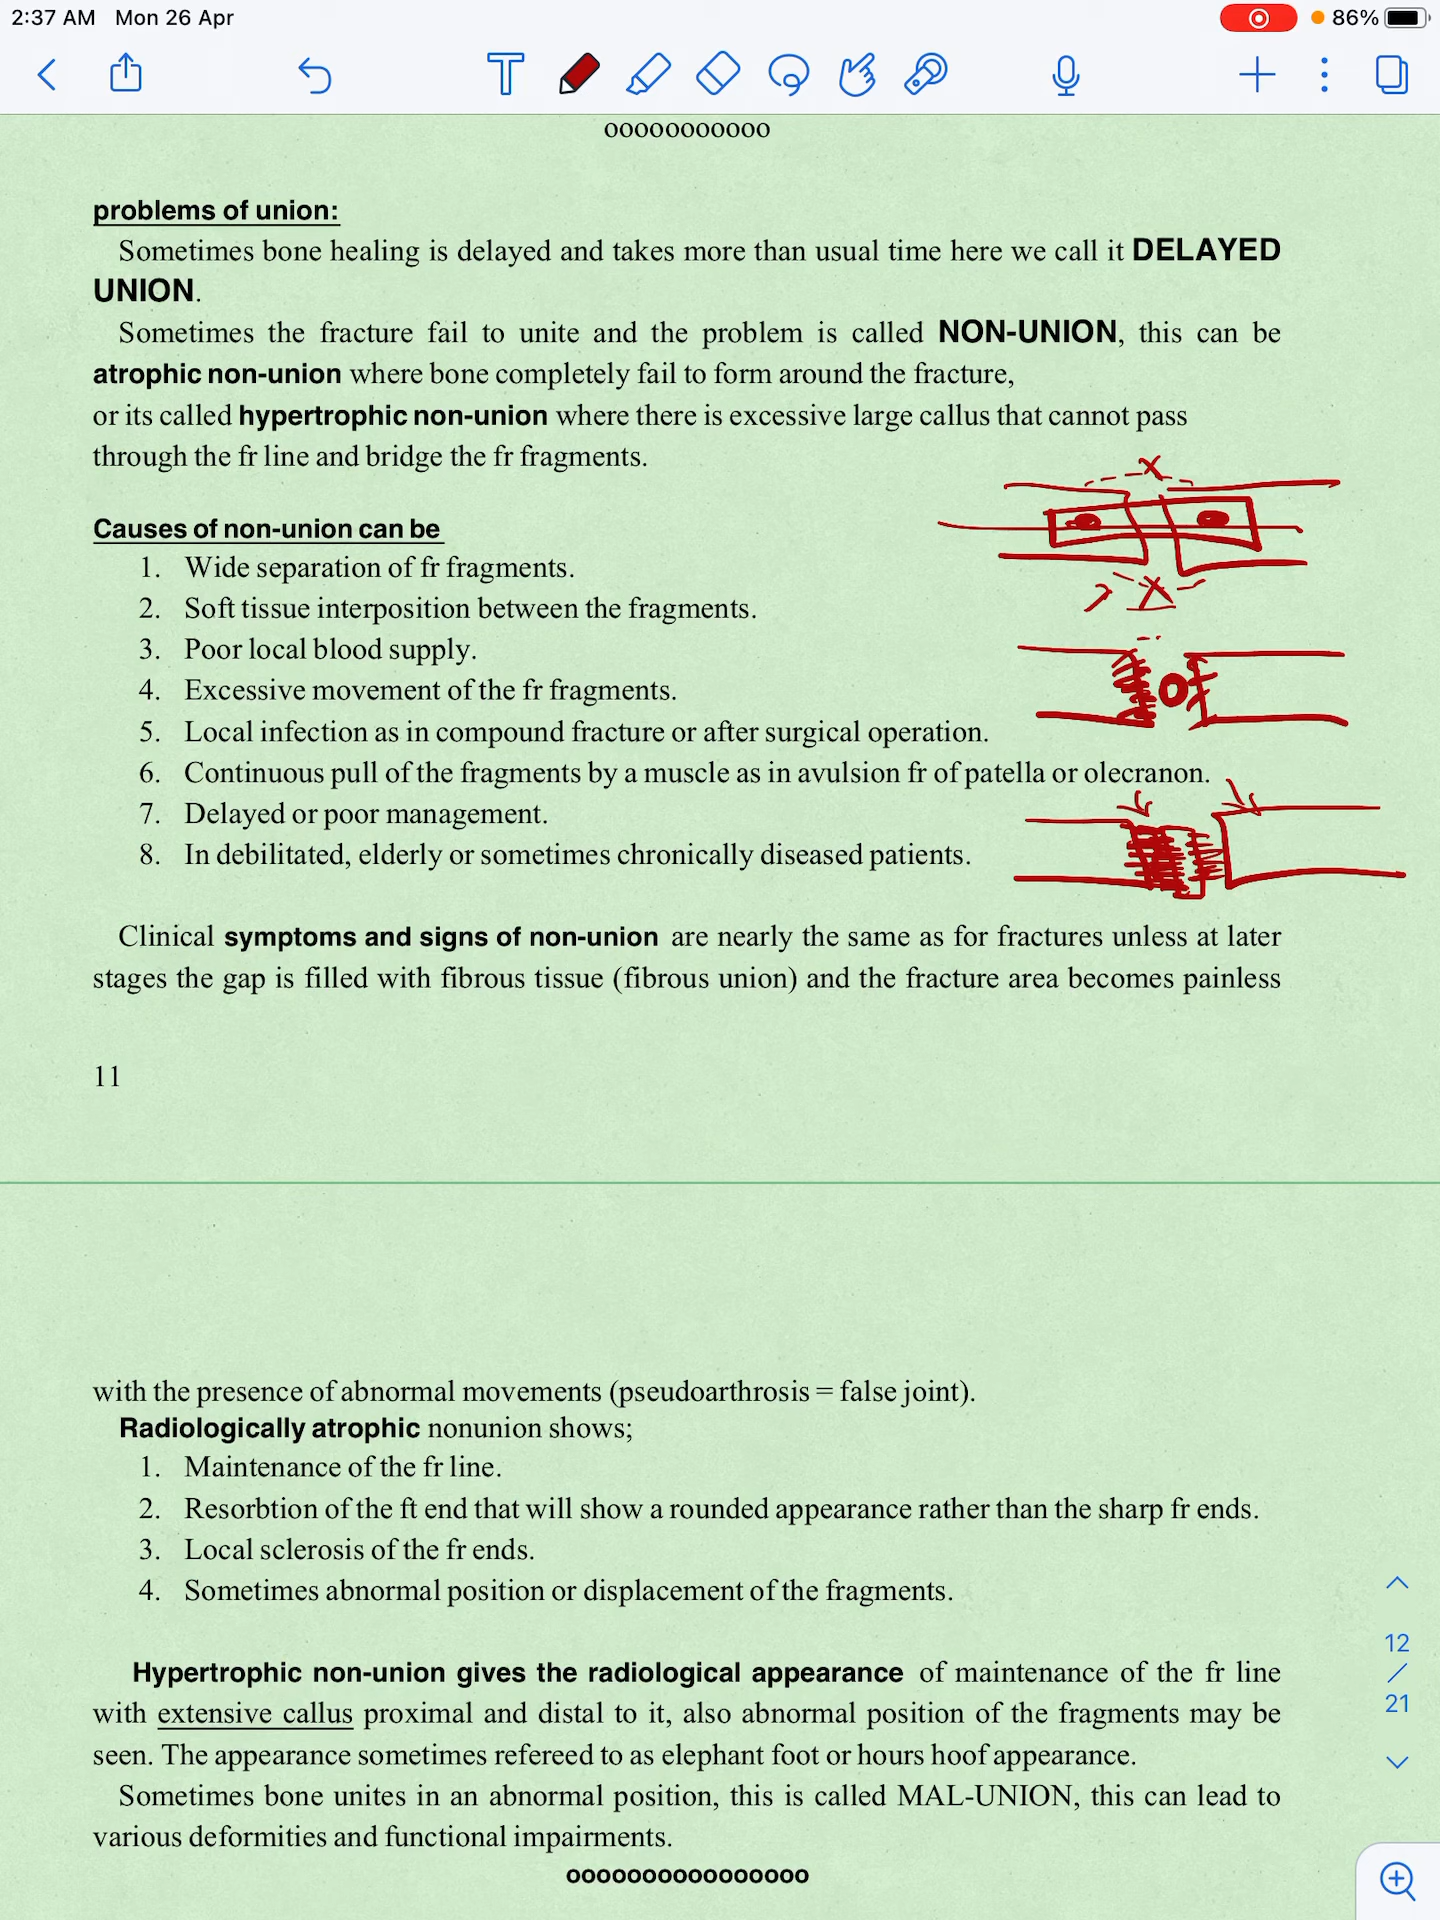 2:37 AM Mon 26 Apr
86%
ooooooooooo
problems of union:
Sometimes bone healing is delayed and takes more than usual time here we call it DELAYED
UNION.
Sometimes the fracture fail to unite and the problem is called NON-UNION, this can be
atrophic non-union where bone completely fail to form around the fracture,
or its called hypertrophic non-union where there is excessive large callus that cannot pass
through the fr line and bridge the fr fragments.
Causes of non-union can be
1. Wide separation of fr fragments.
2. Soft tissue interposition between the fragments.
3. Poor local blood supply.
4. Excessive movement of the fr fragments.
5. Local infection as in compound fracture or after surgical operation.
6. Continuous pull of the fragments by a muscle as in avulsion fr of patella or olecranon.
7. Delayed or poor management.
8. In debilitated, elderly or sometimes chronically diseased patients.
Clinical symptoms and signs of non-union are nearly the same as for fractures unless at later
stages the gap is filled with fibrous tissue (fibrous union) and the fracture area becomes painless
11
with the presence of abnormal movements (pseudoarthrosis = false joint).
Radiologically atrophic nonunion shows;
1. Maintenance of the fr line.
2. Resorbtion of the ft end that will show a rounded appearance rather than the sharp fr ends.
3. Local sclerosis of the fr ends.
4. Sometimes abnormal position or displacement of the fragments.
Hypertrophic non-union gives the radiological appearance of maintenance of the fr line
with extensive callus proximal and distal to it, also abnormal position of the fragments may be
seen. The appearance sometimes refereed to as elephant foot or hours hoof appearance.
Sometimes bone unites in an abnormal position, this is called MAL-UNION, this can lead to
various deformities and functional impairments.
oooooooooooooooo
12
/
21